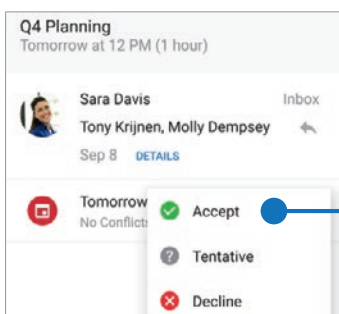 Q4 Planning
Tomorrow at 12 PM (1 hour)
Sara Davis Inbox
Tony Krijnen, Molly Dempsey
Sep 8 DETAILS
Tomorrow
No Conflicts
Accept
Tentative
Decline